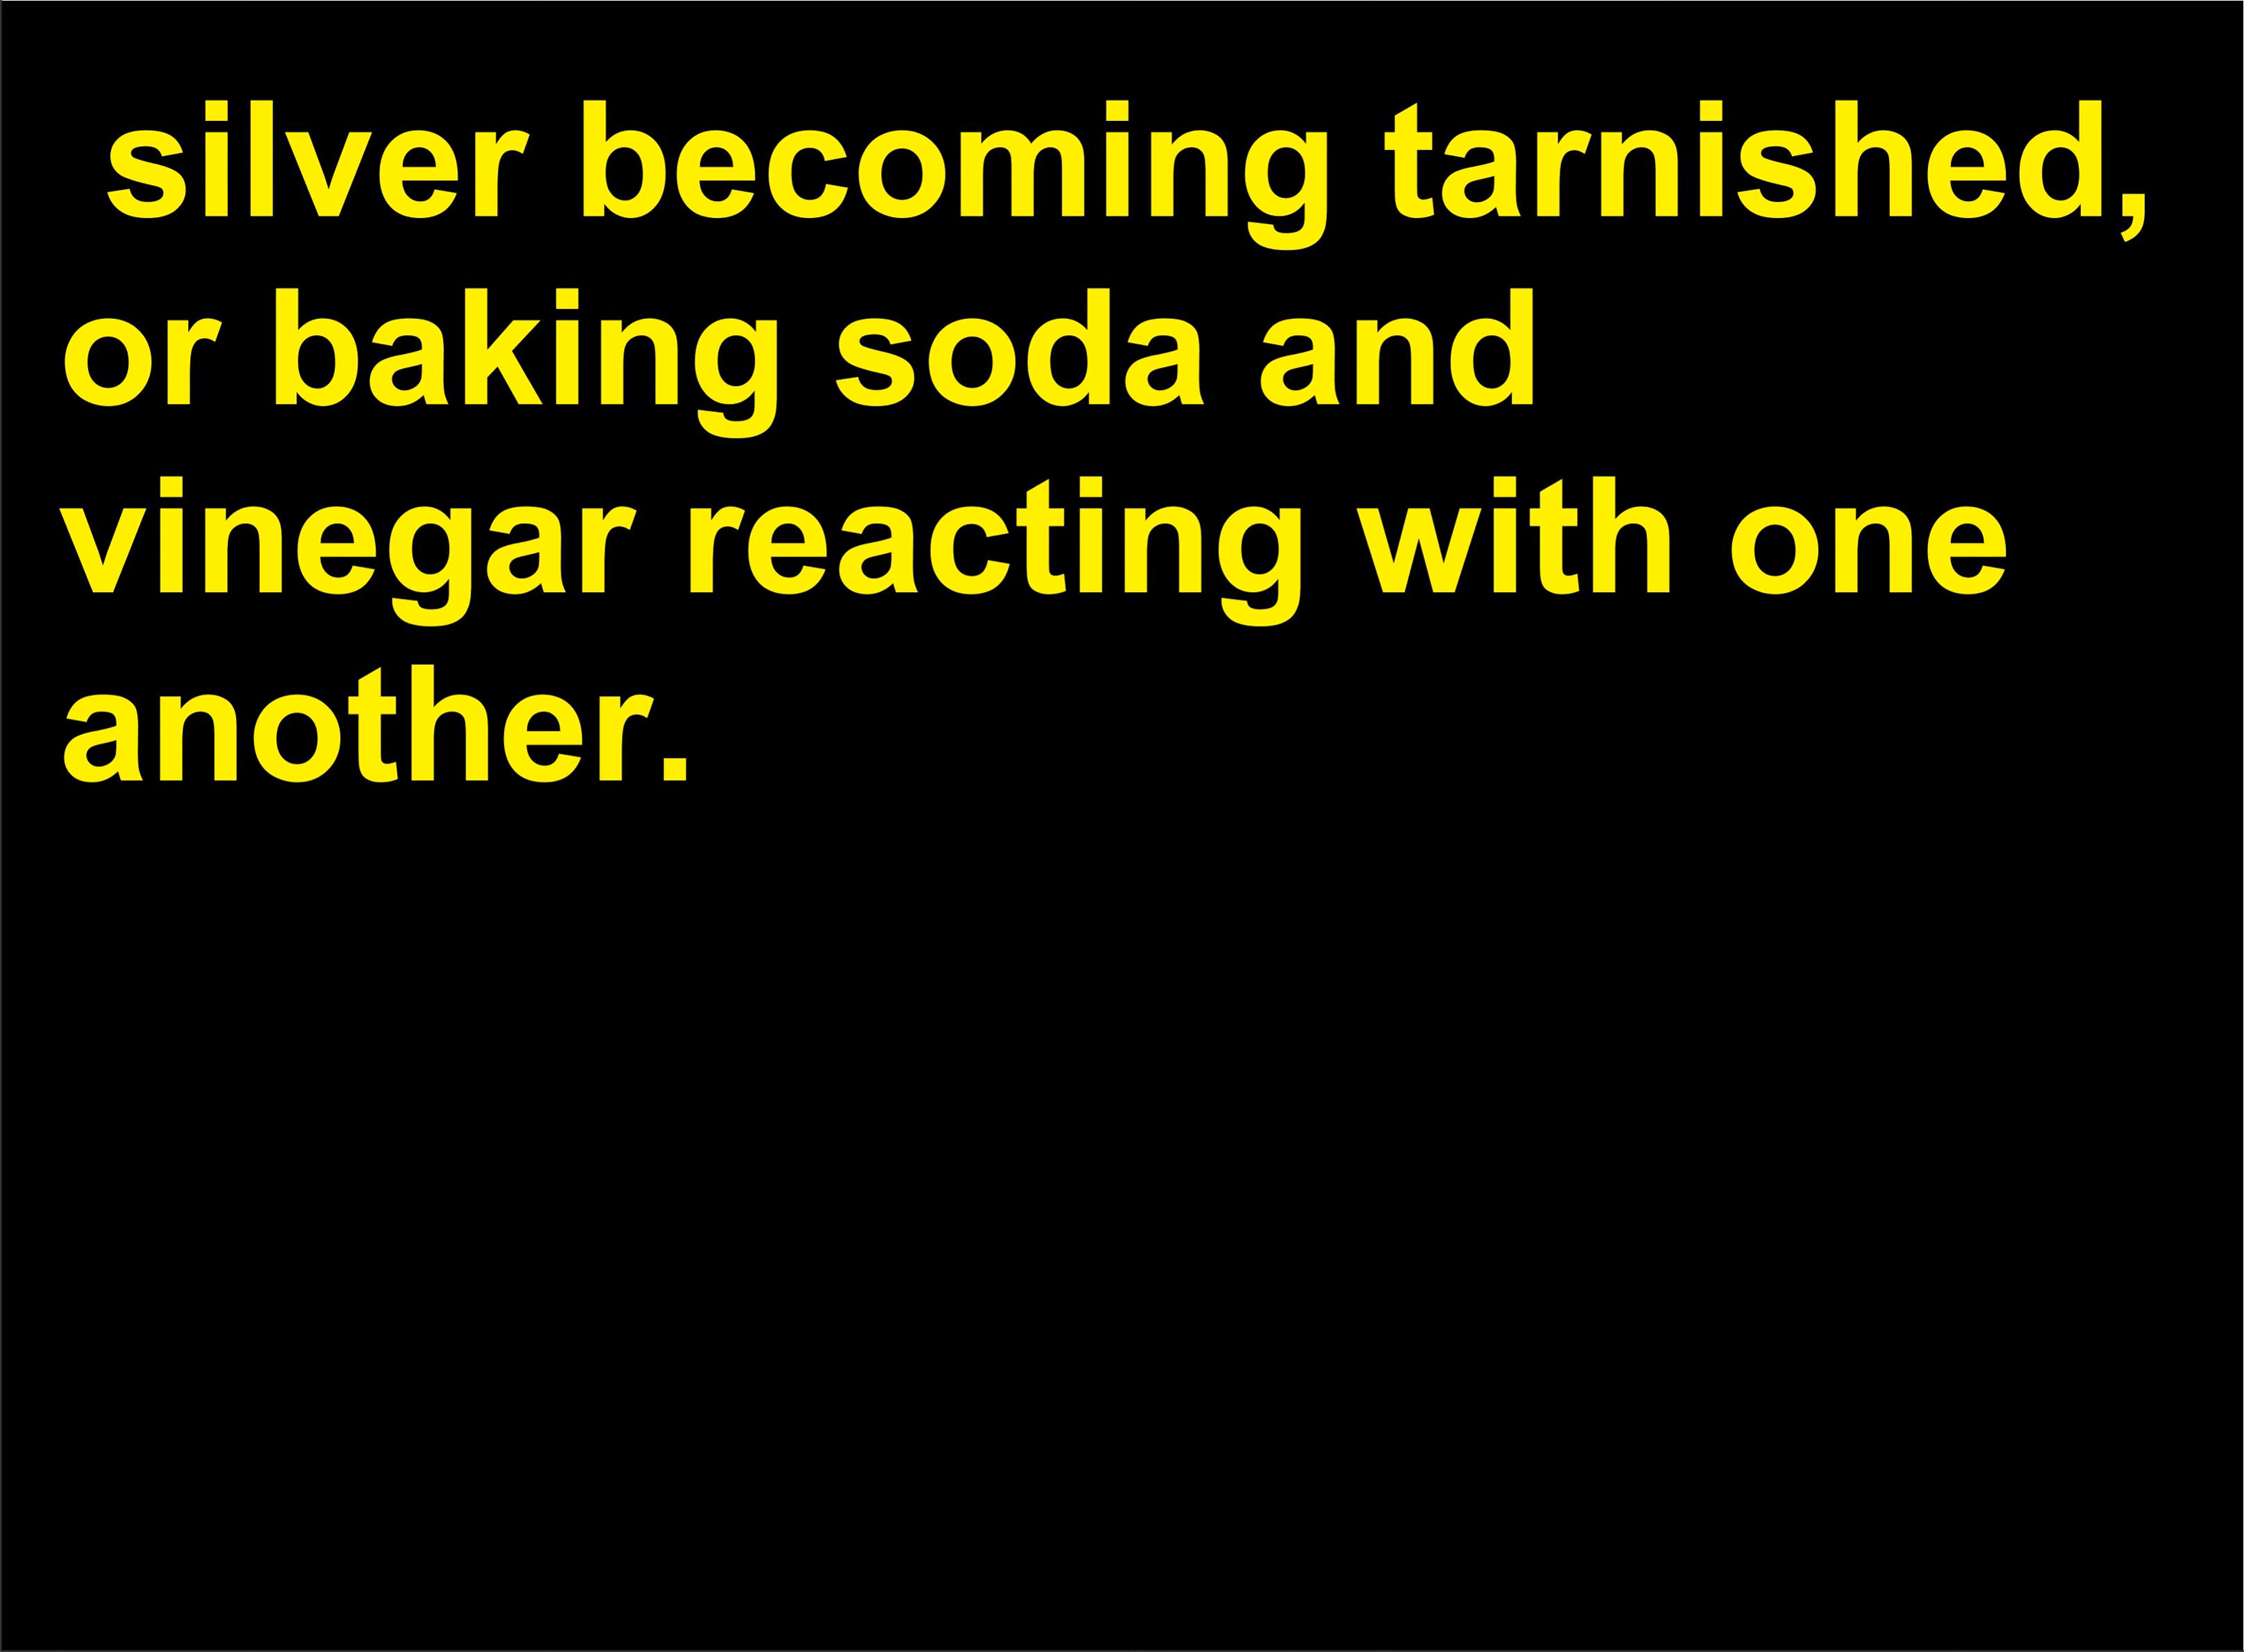 silver becoming tarnished,
or baking soda and
vinegar reacting with one
another.